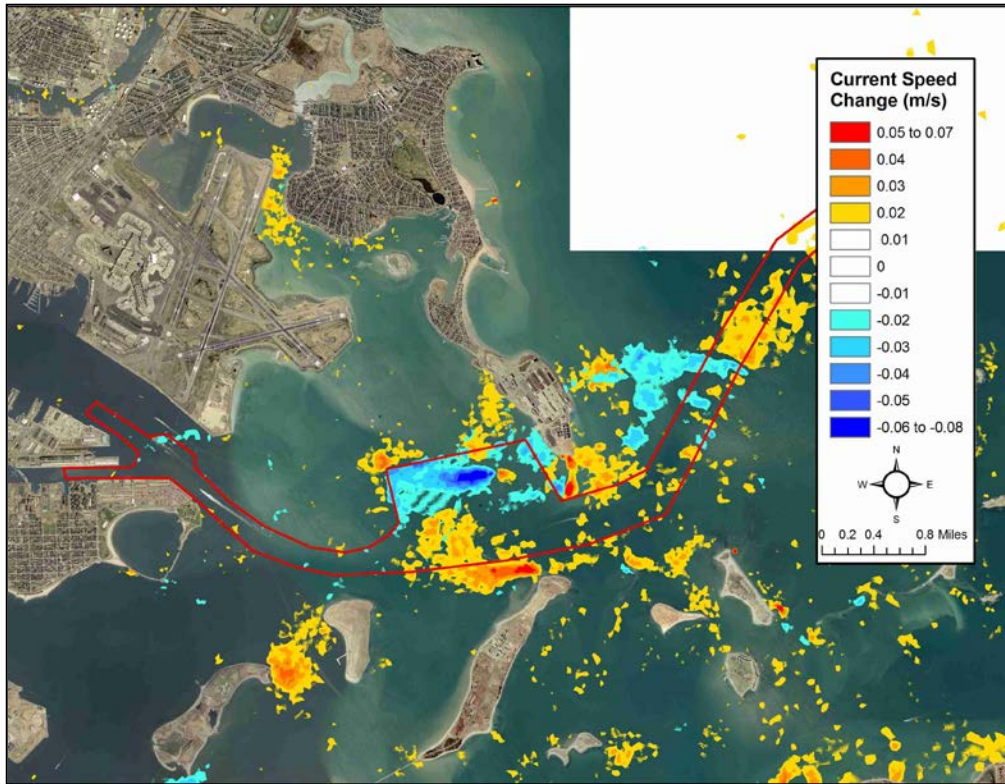 Current Speed
Change (m/s)
0.05 to 0.07
0.04
0.03
0.02
0.01
0
-0.01
-0.02
-0.03
-0.04
-0.05
-0.06 to -0.08
N
W E
S
0 0.2 0.4 0.8 Miles